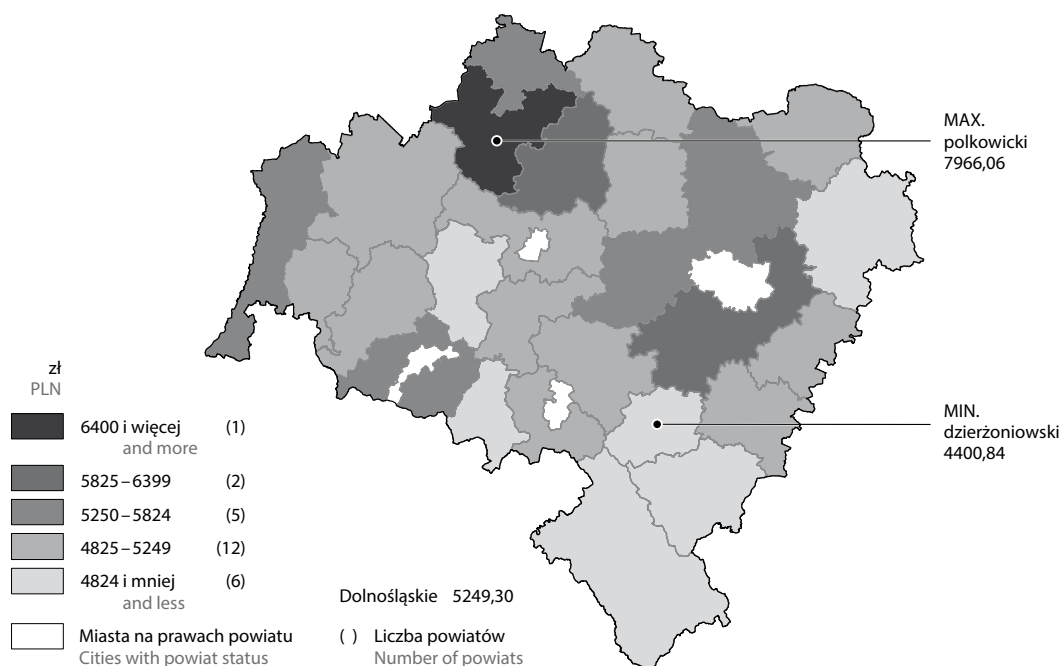 MAX.
polkowicki
7966,06
MIN.
dzierżoniowski
4400,84
zł
PLN
6400 i więcej (1)
and more
5825–6399 (2)
5250–5824 (5)
4825–5249 (12)
4824 i mniej (6)
and less
Miasta na prawach powiatu
Cities with powiat status
Dolnośląskie 5249,30
( ) Liczba powiatów
Number of powiats